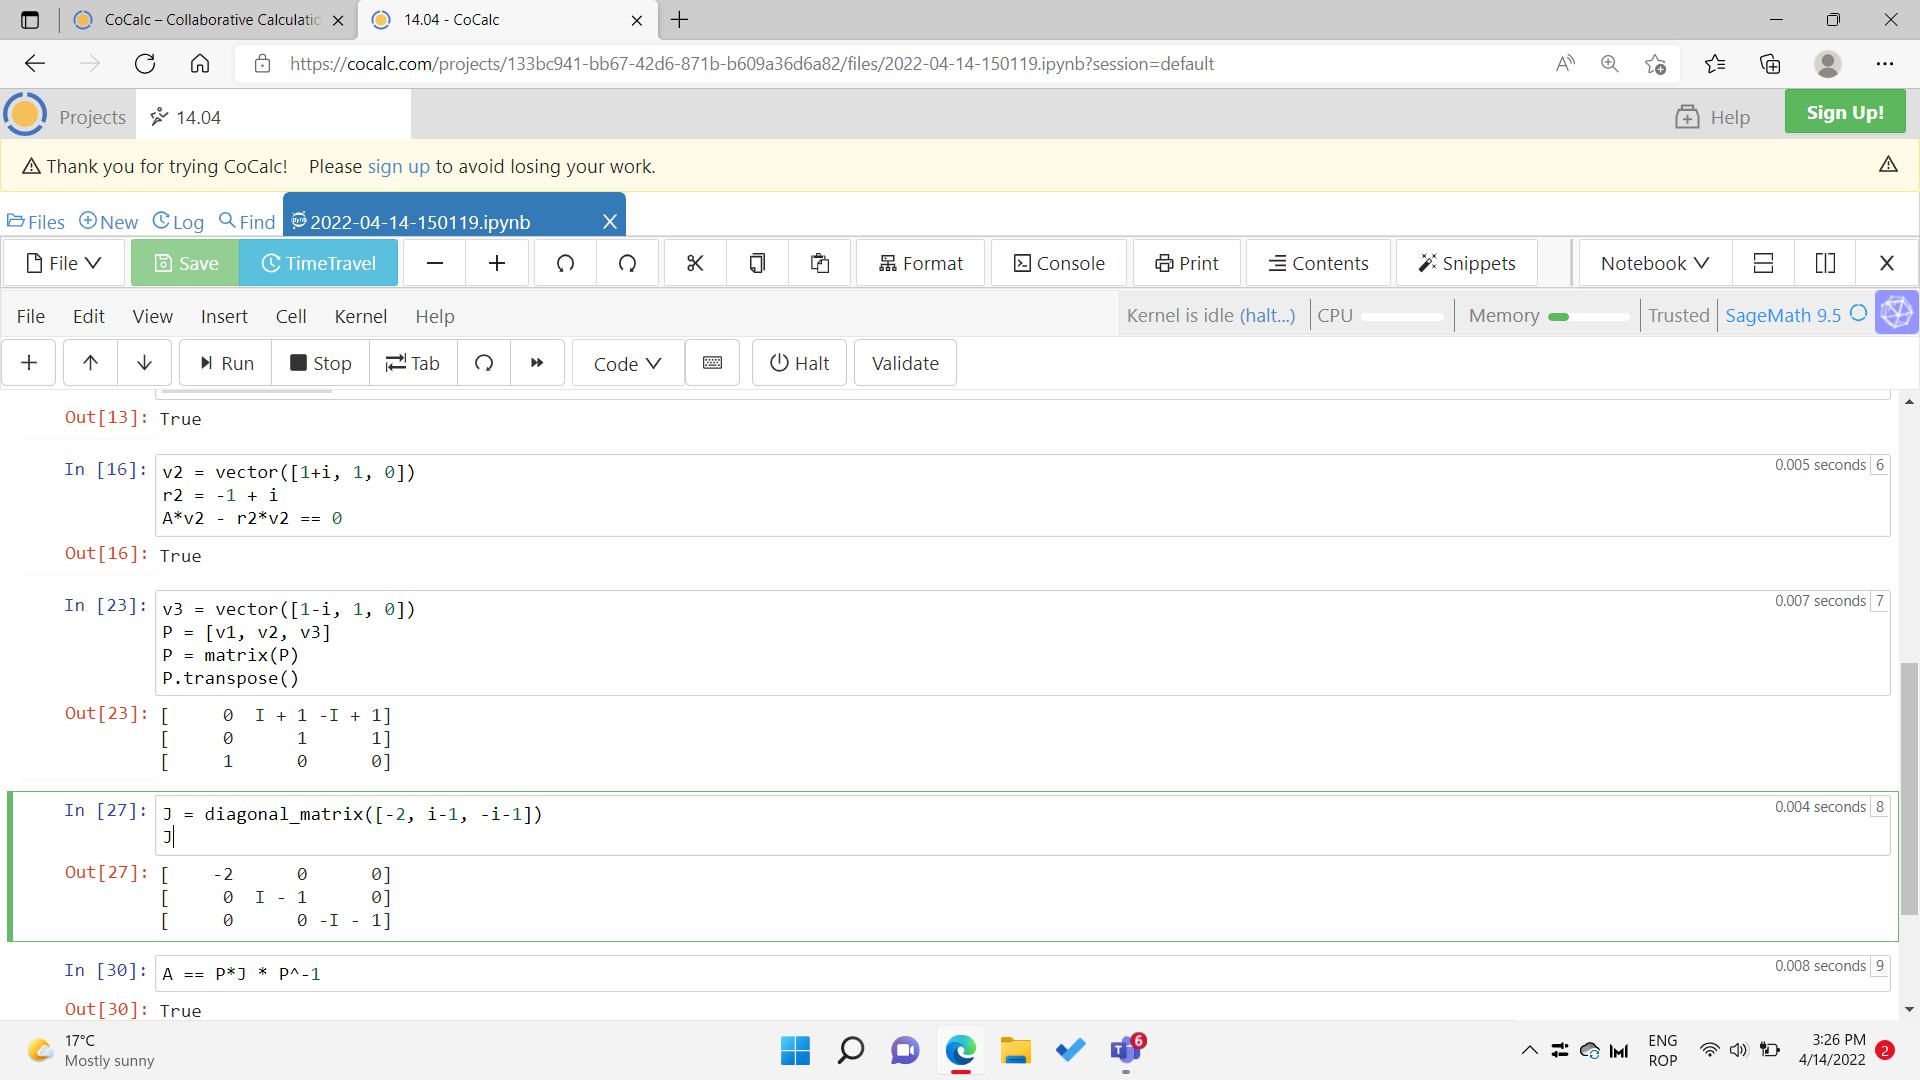 CoCalc – Collaborative Calculatio
14.04 - CoCalc
https://cocalc.com/projects/133bc941-bb67-42d6-871b-b609a36d6a82/files/2022-04-14-150119.ipynb?session=default
Projects
14.04
Help
Sign Up!
Thank you for trying CoCalc! Please sign up to avoid losing your work.
Files New Log Find 2022-04-14-150119.ipynb
File Save TimeTravel Format Console Print Contents Snippets Notebook
File Edit View Insert Cell Kernel Help
Kernel is idle (halt...) CPU Memory Trusted SageMath 9.5
Run Stop Tab Code Halt Validate
Out[13]: True
In [16]: v2 = vector([1+i, 1, 0])
r2 = -1 + i
A*v2 - r2*v2 == 0
0.005 seconds 6
Out[16]: True
In [23]: v3 = vector([1-i, 1, 0])
P = [v1, v2, v3]
P = matrix(P)
P.transpose()
0.007 seconds 7
Out[23]: [ 0 I + 1 -I + 1]
[ 0 1 1]
[ 1 0 0]
In [27]: J = diagonal_matrix([-2, i-1, -i-1])
J
0.004 seconds 8
Out[27]: [ -2 0 0]
[ 0 I - 1 0]
[ 0 0 -I - 1]
In [30]: A == P*J * P^-1
0.008 seconds 9
Out[30]: True
17°C
Mostly sunny
6
ENG
ROP
3:26 PM
4/14/2022
2